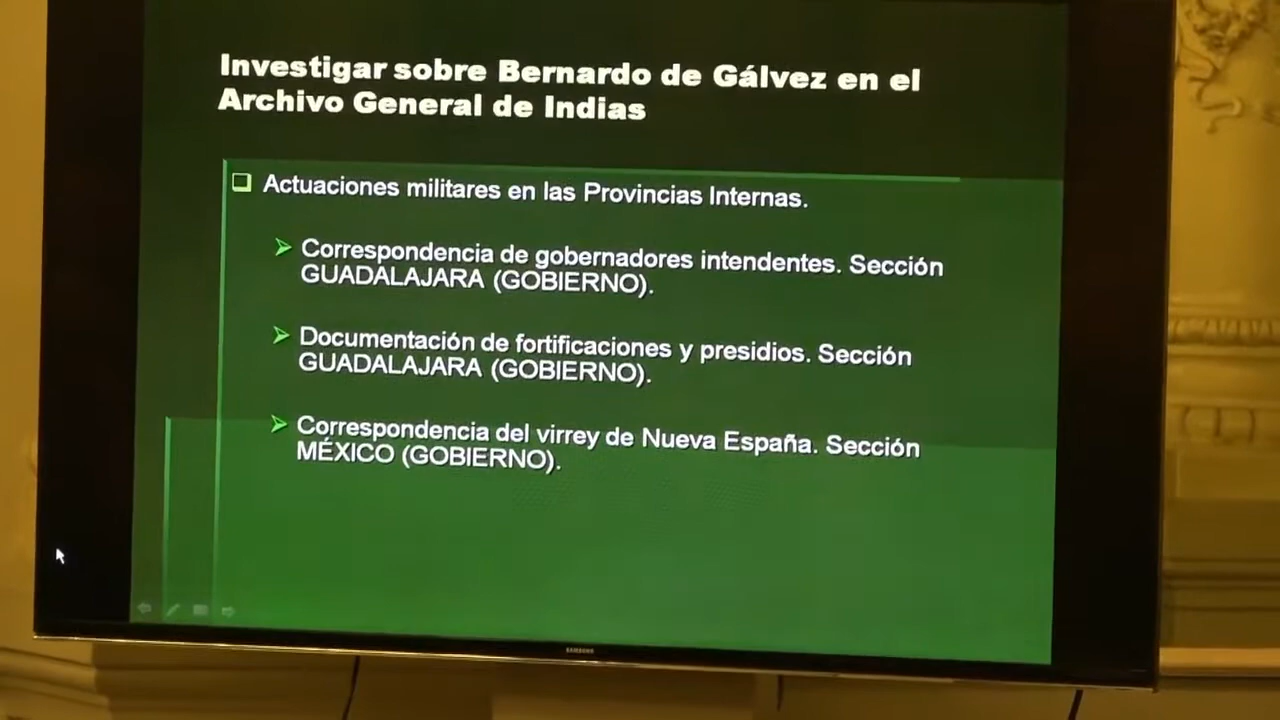 Investigar sobre Bernardo de Gálvez en el
Archivo General de Indias
Actuaciones militares en las Provincias Internas.
Correspondencia de gobernadores intendentes. Sección
GUADALAJARA (GOBIERNO).
Documentación de fortificaciones y presidios. Sección
GUADALAJARA (GOBIERNO).
Correspondencia del virrey de Nueva España. Sección
MÉXICO (GOBIERNO).
SAMSUNG